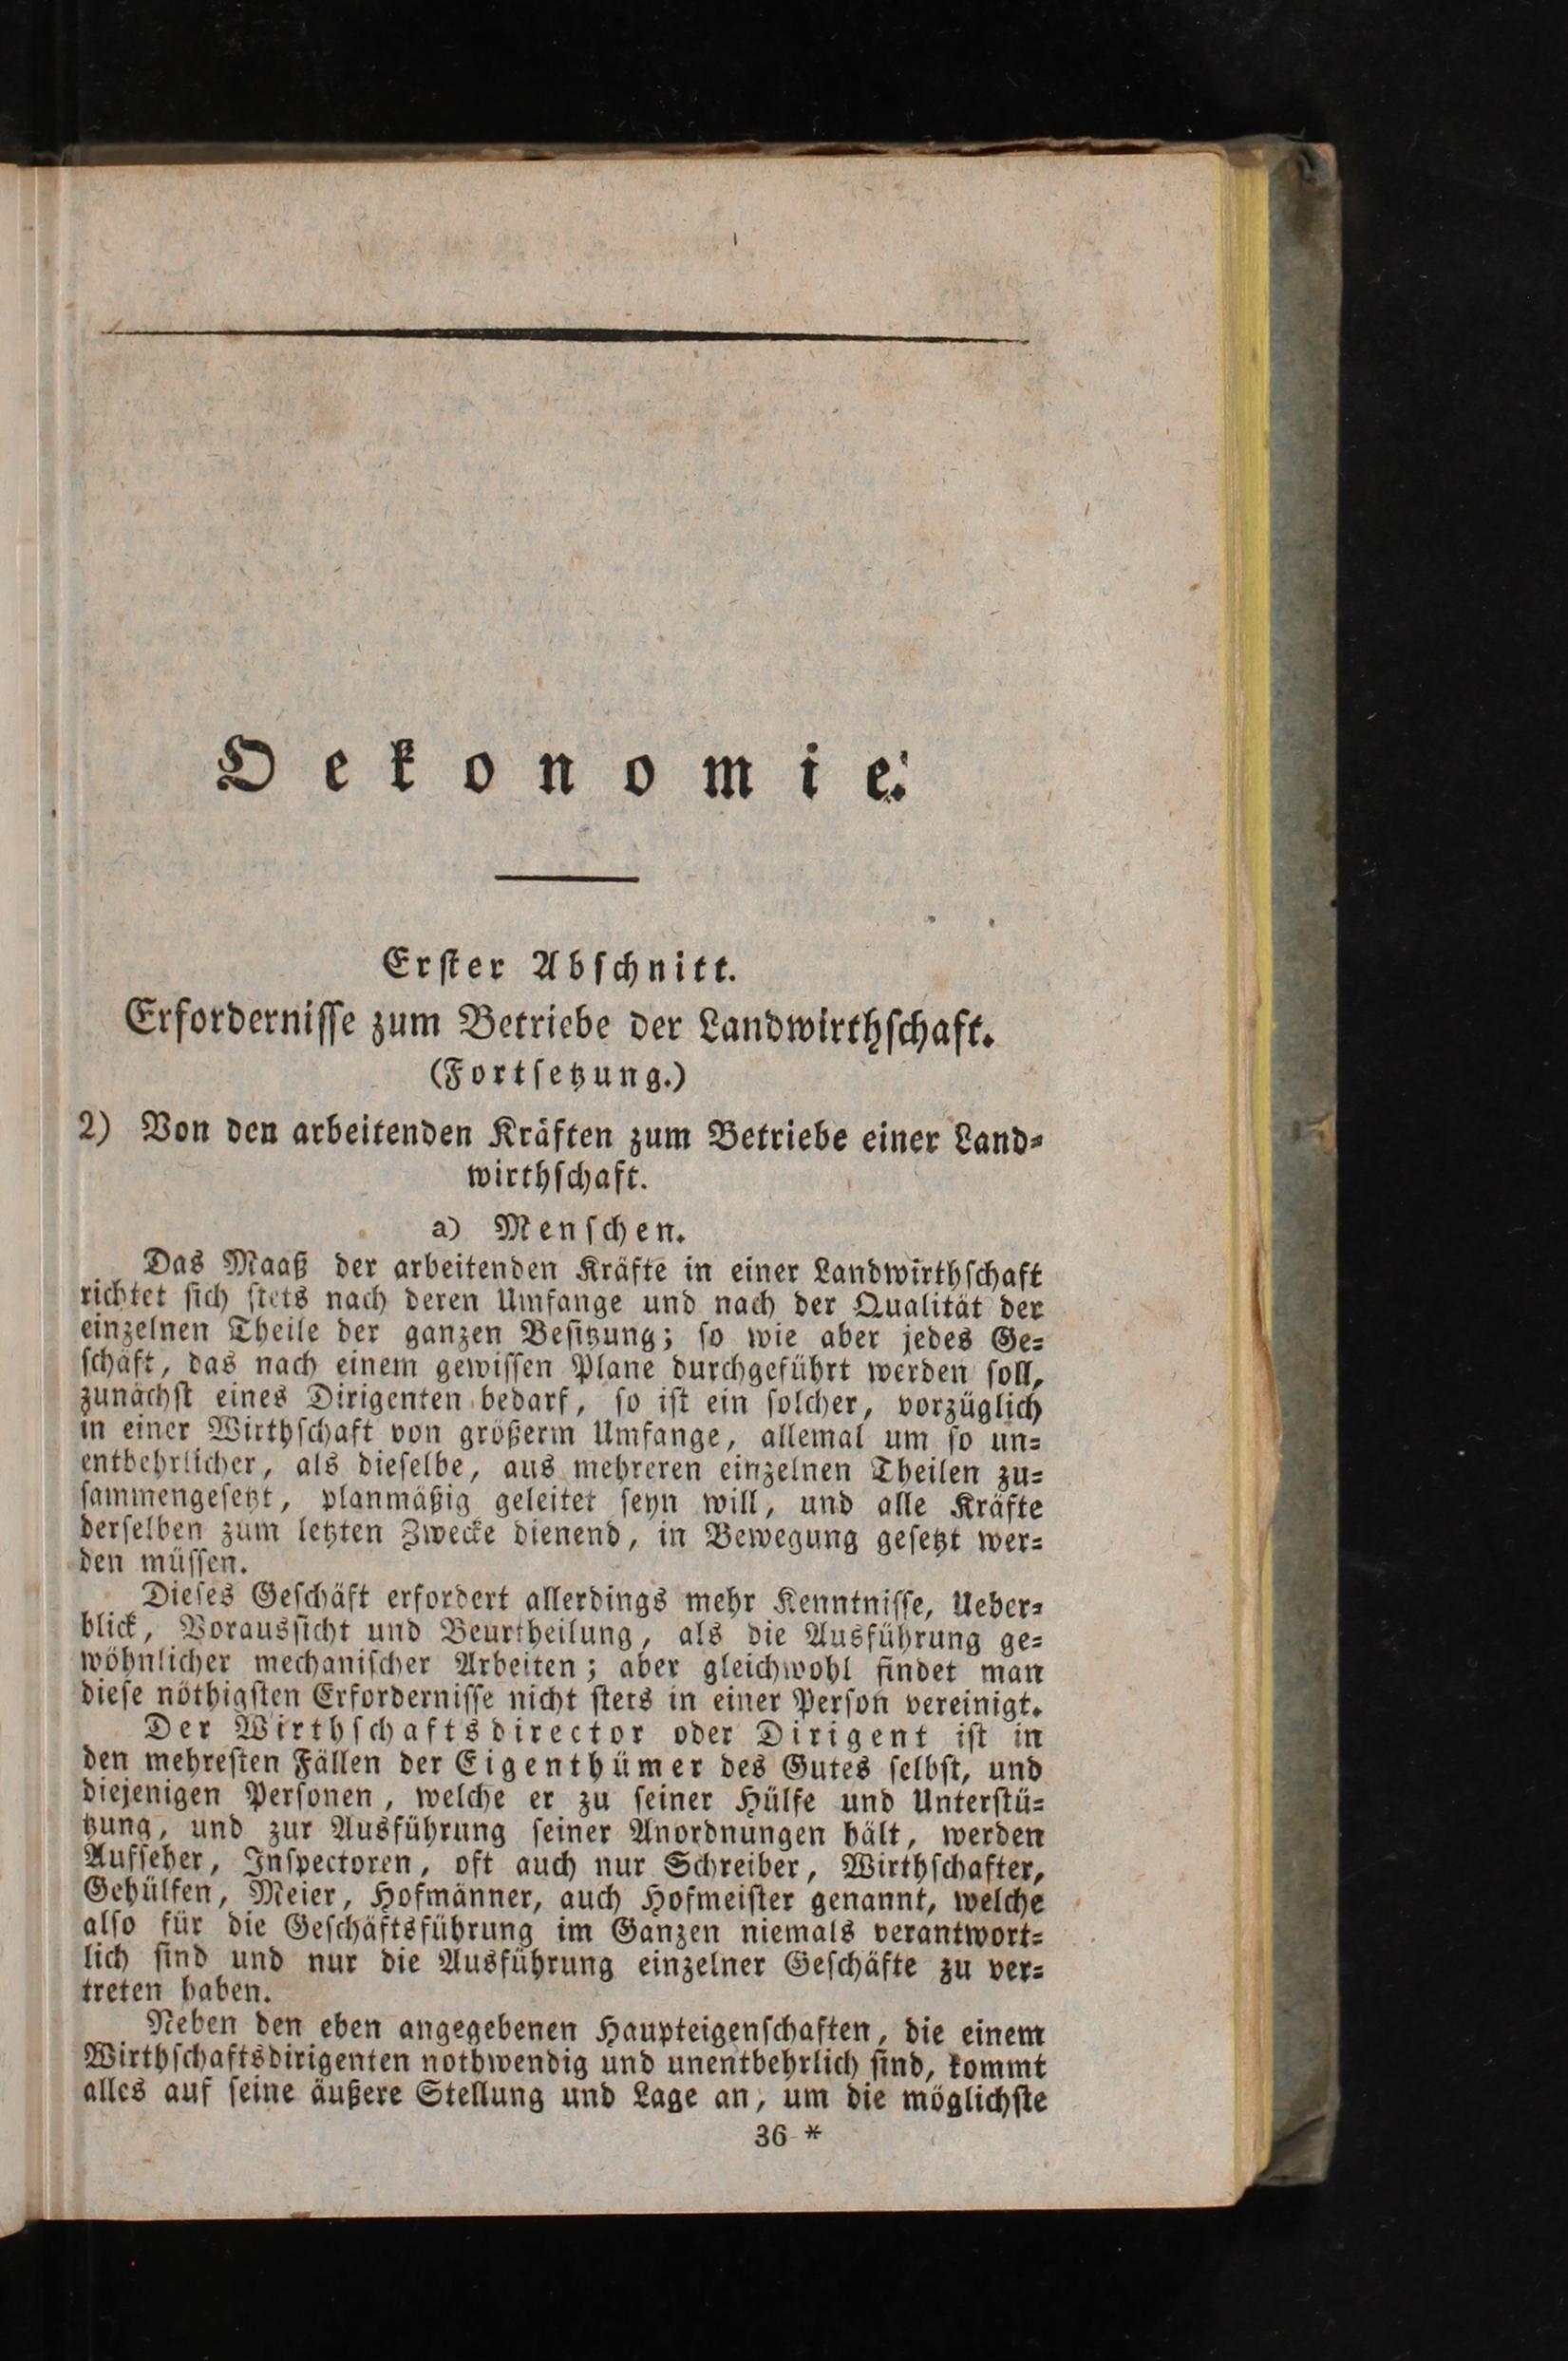 Oekonomie.
Erſter Abſchnitt.
Erforderniſſe zum Betriebe der Landwirthſchaft.
(Fortſetzung.)
2) Von den arbeitenden Kräften zum Betriebe einer Land-
wirthſchaft.
a) Menſchen.
Das Maaß der arbeitenden Kräfte in einer Landwirthſchaft
richtet ſich ſtets nach deren Umfange und nach der Qualität der
einzelnen Theile der ganzen Beſitzung; ſo wie aber jedes Ge-
ſchäft, das nach einem gewiſſen Plane durchgeführt werden ſoll,
zunächſt eines Dirigenten bedarf, ſo iſt ein ſolcher, vorzüglich
in einer Wirthſchaft von größerm Umfange, allemal um ſo un-
entbehrlicher, als dieſelbe, aus mehreren einzelnen Theilen zu-
ſammengeſetzt, planmäßig geleitet ſeyn will, und alle Kräfte
derſelben zum letzten Zwecke dienend, in Bewegung geſetzt wer-
den müſſen.
Dieſes Geſchäft erfordert allerdings mehr Kenntniſſe, Ueber-
blick, Vorausſicht und Beurtheilung, als die Ausführung ge-
wöhnlicher mechaniſcher Arbeiten; aber gleichwohl findet man
dieſe nöthigſten Erforderniſſe nicht ſtets in einer Perſon vereinigt.
Der Wirthſchaftsdirector oder Dirigent iſt in
den mehreſten Fällen der Eigenthümer des Gutes ſelbſt, und
diejenigen Perſonen, welche er zu ſeiner Hülfe und Unterſtü-
tzung, und zur Ausführung ſeiner Anordnungen hält, werden
Aufſeher, Inſpectoren, oft auch nur Schreiber, Wirthſchafter,
Gehülfen, Meier, Hofmänner, auch Hofmeiſter genannt, welche
alſo für die Geſchäftsführung im Ganzen niemals verantwort-
lich ſind und nur die Ausführung einzelner Geſchäfte zu ver-
treten haben.
Neben den eben angegebenen Haupteigenſchaften, die einem
Wirthſchaftsdirigenten nothwendig und unentbehrlich ſind, kommt
alles auf ſeine äußere Stellung und Lage an, um die möglichſte
36 *